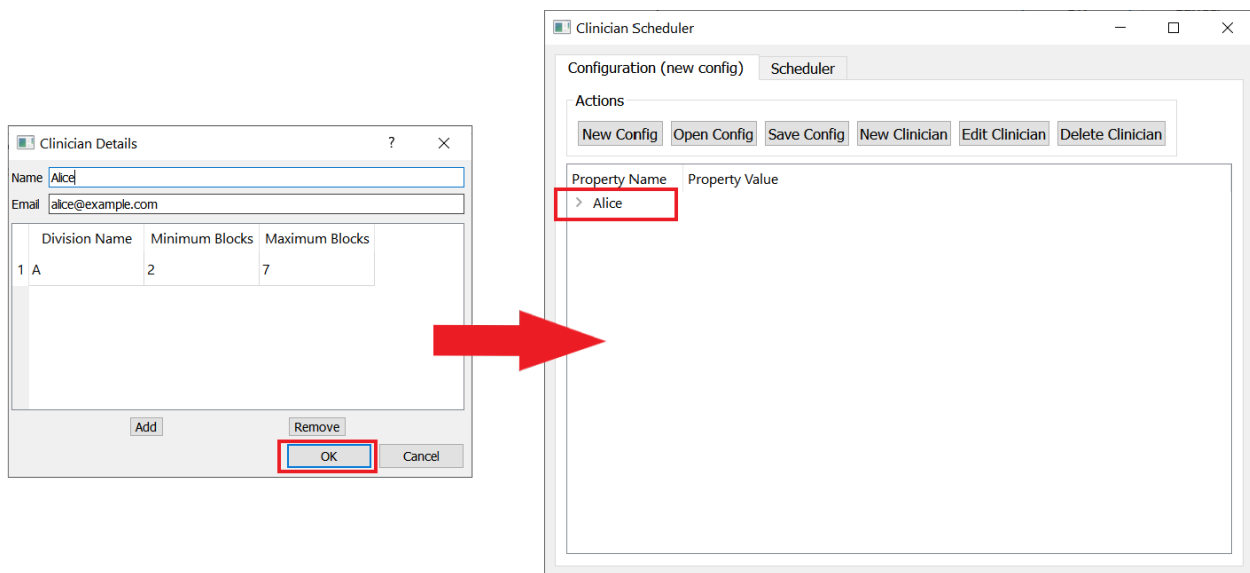 Clinician Details
?
Name Alice
Email alice@example.com
Division Name Minimum Blocks Maximum Blocks
1 A 2 7
Add Remove
OK Cancel
Clinician Scheduler
Configuration (new config) Scheduler
Actions
New Config Open Config Save Config New Clinician Edit Clinician Delete Clinician
Property Name Property Value
Alice